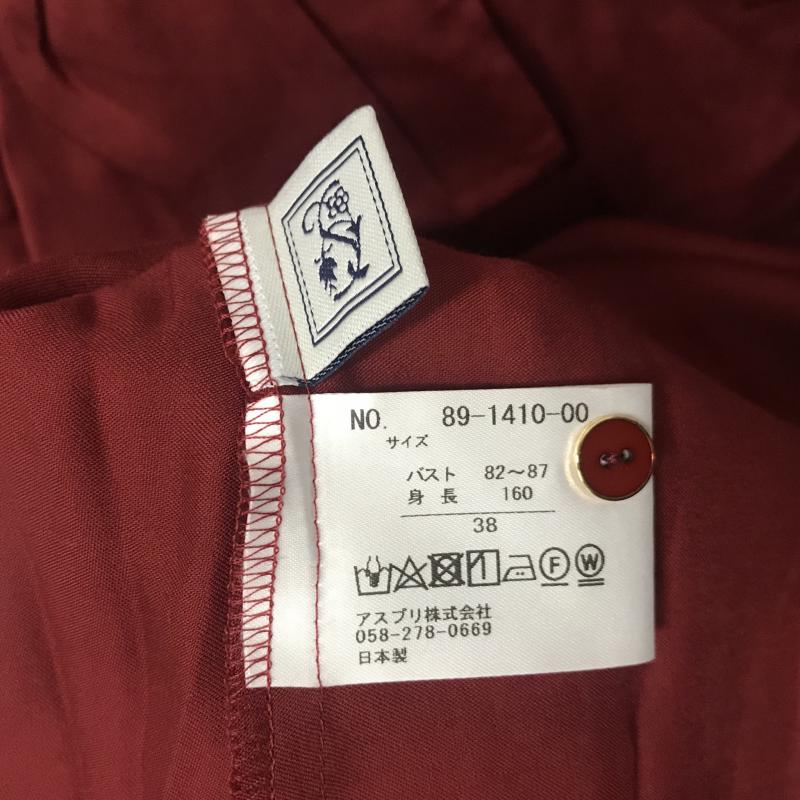 NO. 89-1410-00
サイズ
バスト 82～87
身長 160
38
F W
アスブリ株式会社
058-278-0669
日本製